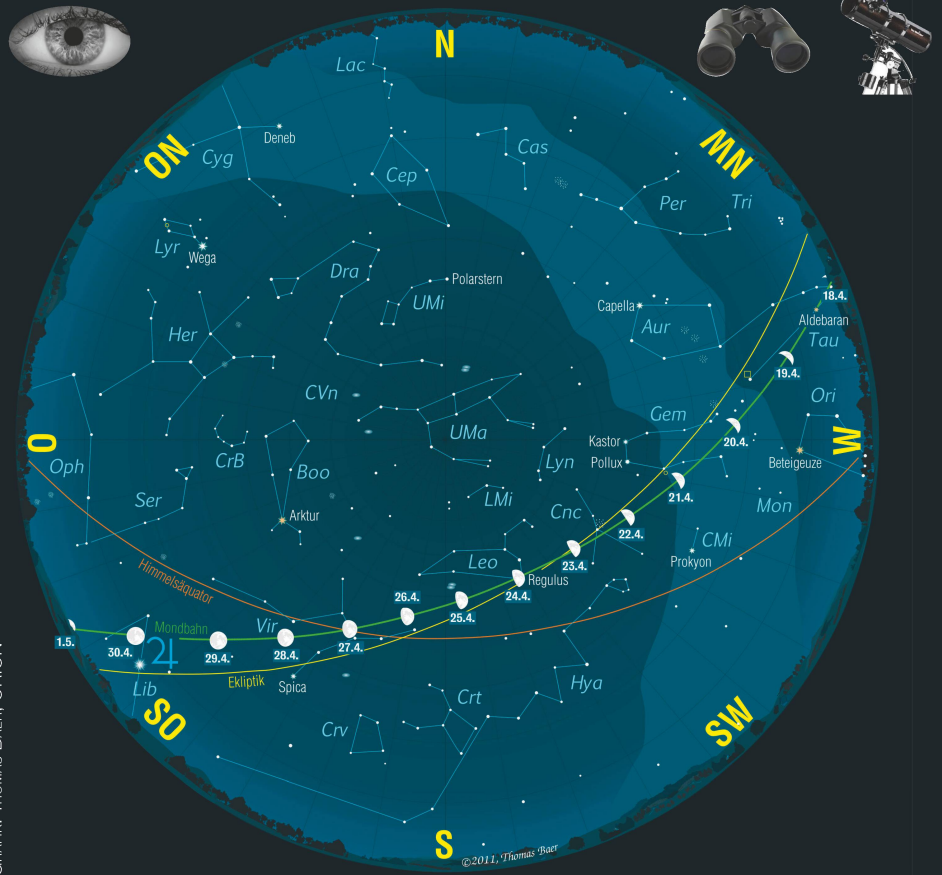 N
Lac
Deneb
Cas
NO
NW
Cyg
Cep
Per
Tri
Lyr
Wega
Dra
Polarstern
UMi
18.4.
Capella
Aur
Aldebaran
Her
Tau
19.4.
CVn
Ori
Gem
UMa
20.4.
O
W
Kastor
Pollux
Lyn
Beteigeuze
Oph
CrB
Boo
21.4.
Ser
LMi
Mon
Arktur
Cnc
22.4.
CMi
Prokyon
Leo
23.4.
Regulus
Himmelsäquator
24.4.
26.4.
25.4.
Mondbahn
Vir
1.5.
30.4.
♃
29.4.
28.4.
27.4.
Ekliptik
Spica
Lib
Hya
Crt
SO
SW
Crv
S
©2011, Thomas Baer